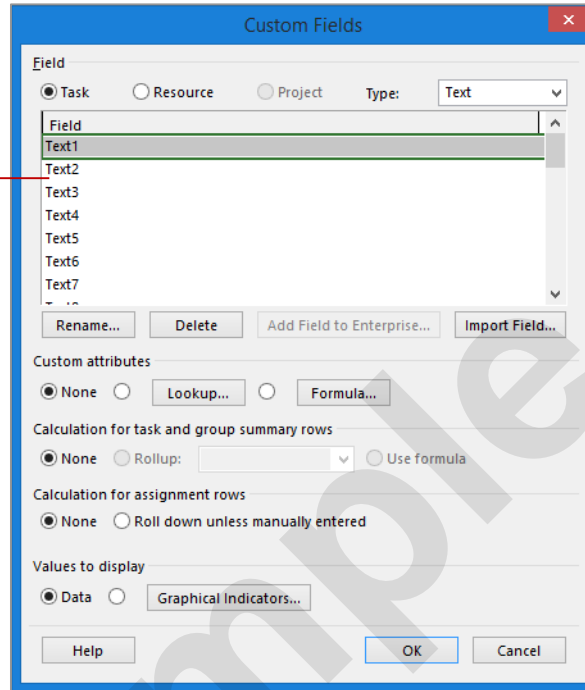 Custom Fields
Field
Task Resource Project Type: Text
Field
Text1
Text2
Text3
Text4
Text5
Text6
Text7
Rename... Delete Add Field to Enterprise... Import Field...
Custom attributes
None Lookup... Formula...
Calculation for task and group summary rows
None Rollup: Use formula
Calculation for assignment rows
None Roll down unless manually entered
Values to display
Data Graphical Indicators...
Help OK Cancel